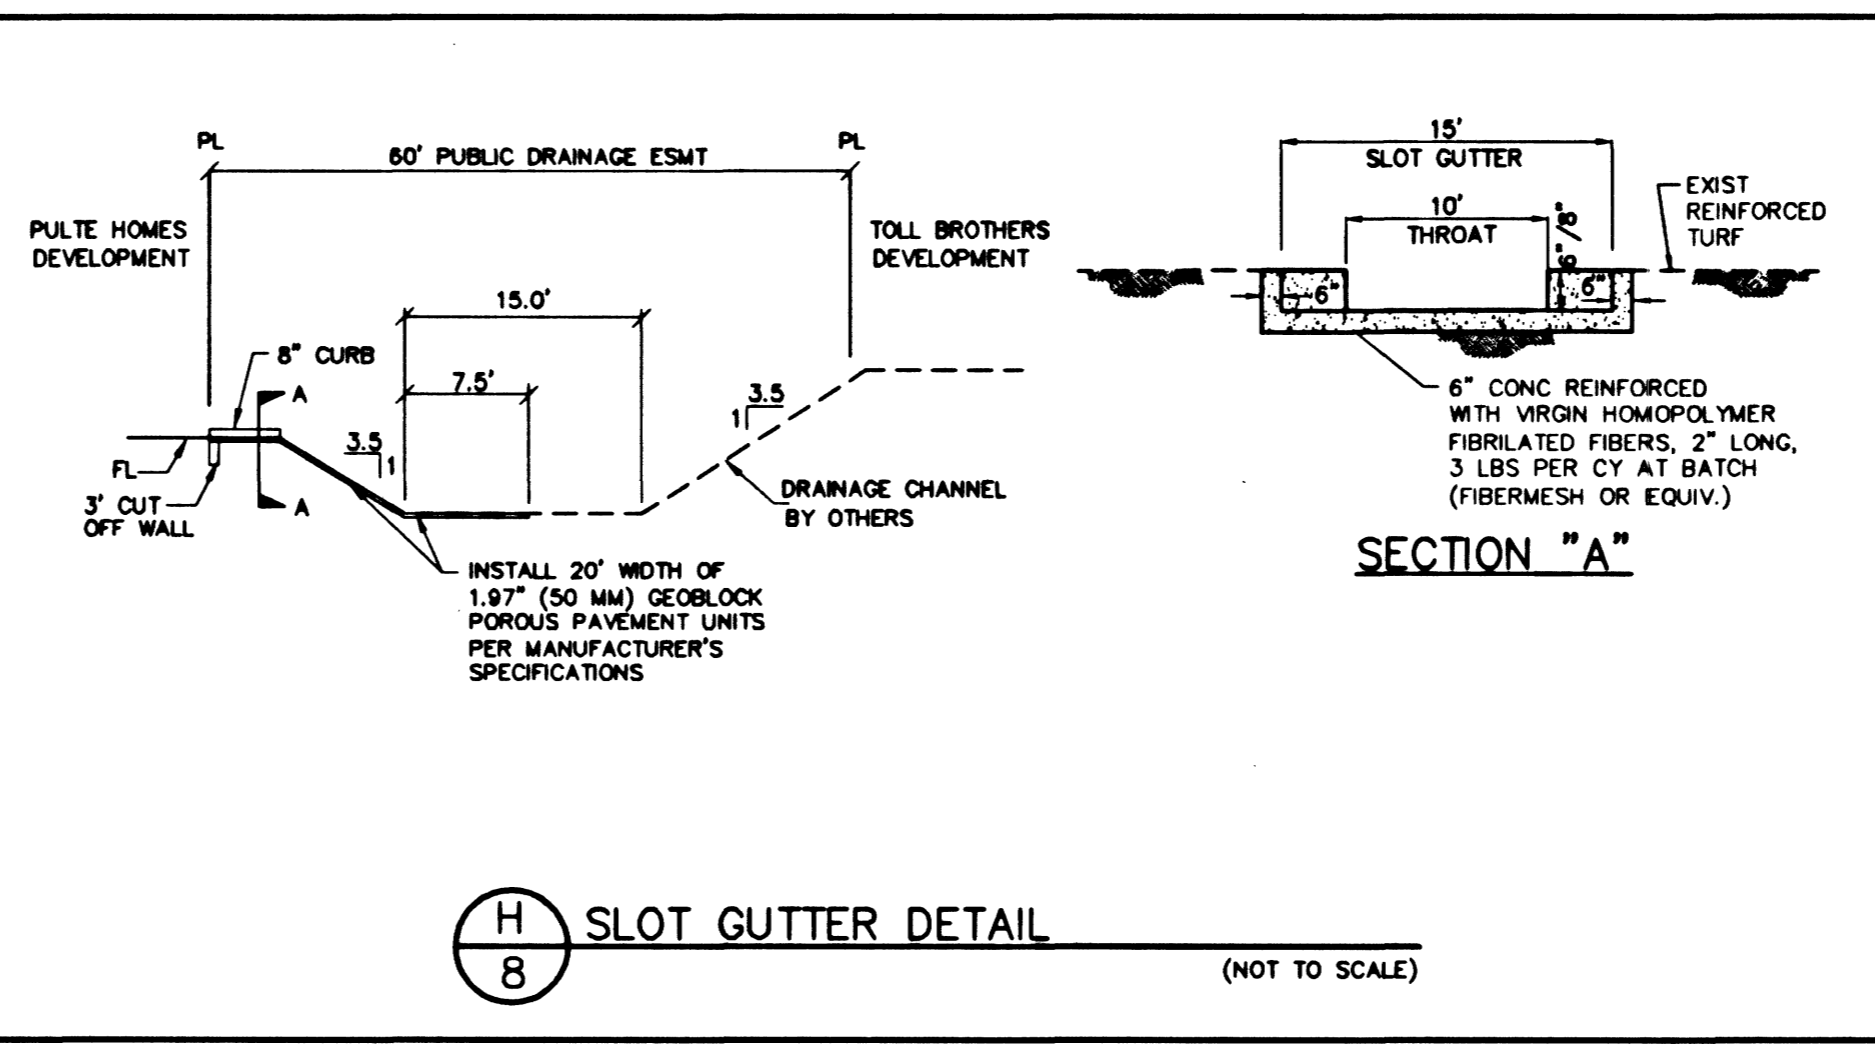 PL
60' PUBLIC DRAINAGE ESMT
PL
PULTE HOMES
DEVELOPMENT
TOLL BROTHERS
DEVELOPMENT
15.0'
7.5'
8" CURB
A
A
3.5
1
1
3.5
FL
3' CUT
OFF WALL
DRAINAGE CHANNEL
BY OTHERS
INSTALL 20' WIDTH OF
1.97" (50 MM) GEOBLOCK
POROUS PAVEMENT UNITS
PER MANUFACTURER'S
SPECIFICATIONS
15'
SLOT GUTTER
10'
THROAT
6"/8"
6"
6"
EXIST
REINFORCED
TURF
6" CONC REINFORCED
WITH VIRGIN HOMOPOLYMER
FIBRILATED FIBERS, 2" LONG,
3 LBS PER CY AT BATCH
(FIBERMESH OR EQUIV.)
SECTION "A"
H
8
SLOT GUTTER DETAIL
(NOT TO SCALE)